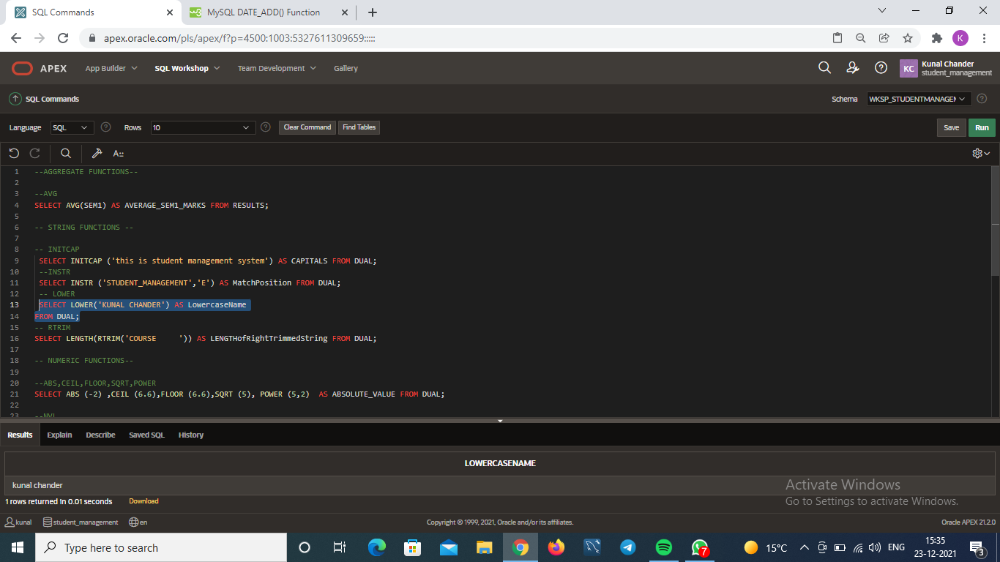 SQL Commands
MySQL DATE_ADD() Function
apex.oracle.com/pls/apex/f?p=4500:1003:5327611309659:::::
K
APEX
App Builder
SQL Workshop
Team Development
Gallery
KC
Kunal Chander
student_management
SQL Commands
Schema
WKSP_STUDENTMANAGEM
Language
SQL
Rows
10
Clear Command
Find Tables
Save
Run
A::
1 --AGGREGATE FUNCTIONS--
2
3 --AVG
4 SELECT AVG(SEM1) AS AVERAGE_SEM1_MARKS FROM RESULTS;
5
6 -- STRING FUNCTIONS --
7
8 -- INITCAP
9 SELECT INITCAP ('this is student management system') AS CAPITALS FROM DUAL;
10 --INSTR
11 SELECT INSTR ('STUDENT_MANAGEMENT','E') AS MatchPosition FROM DUAL;
12 -- LOWER
13 SELECT LOWER('KUNAL CHANDER') AS LowercaseName
14 FROM DUAL;
15 -- RTRIM
16 SELECT LENGTH(RTRIM('COURSE     ')) AS LENGTHofRightTrimmedString FROM DUAL;
17
18 -- NUMERIC FUNCTIONS--
19
20 --ABS,CEIL,FLOOR,SQRT,POWER
21 SELECT ABS (-2) ,CEIL (6.6),FLOOR (6.6),SQRT (5), POWER (5,2)  AS ABSOLUTE_VALUE FROM DUAL;
22
23 --NVL
Results
Explain
Describe
Saved SQL
History
LOWERCASENAME
kunal chander
1 rows returned in 0.01 seconds
Download
Activate Windows
Go to Settings to activate Windows.
kunal
student_management
en
Copyright © 1999, 2021, Oracle and/or its affiliates.
Oracle APEX 21.2.0
Type here to search
7
15°C
ENG
15:35
23-12-2021
3